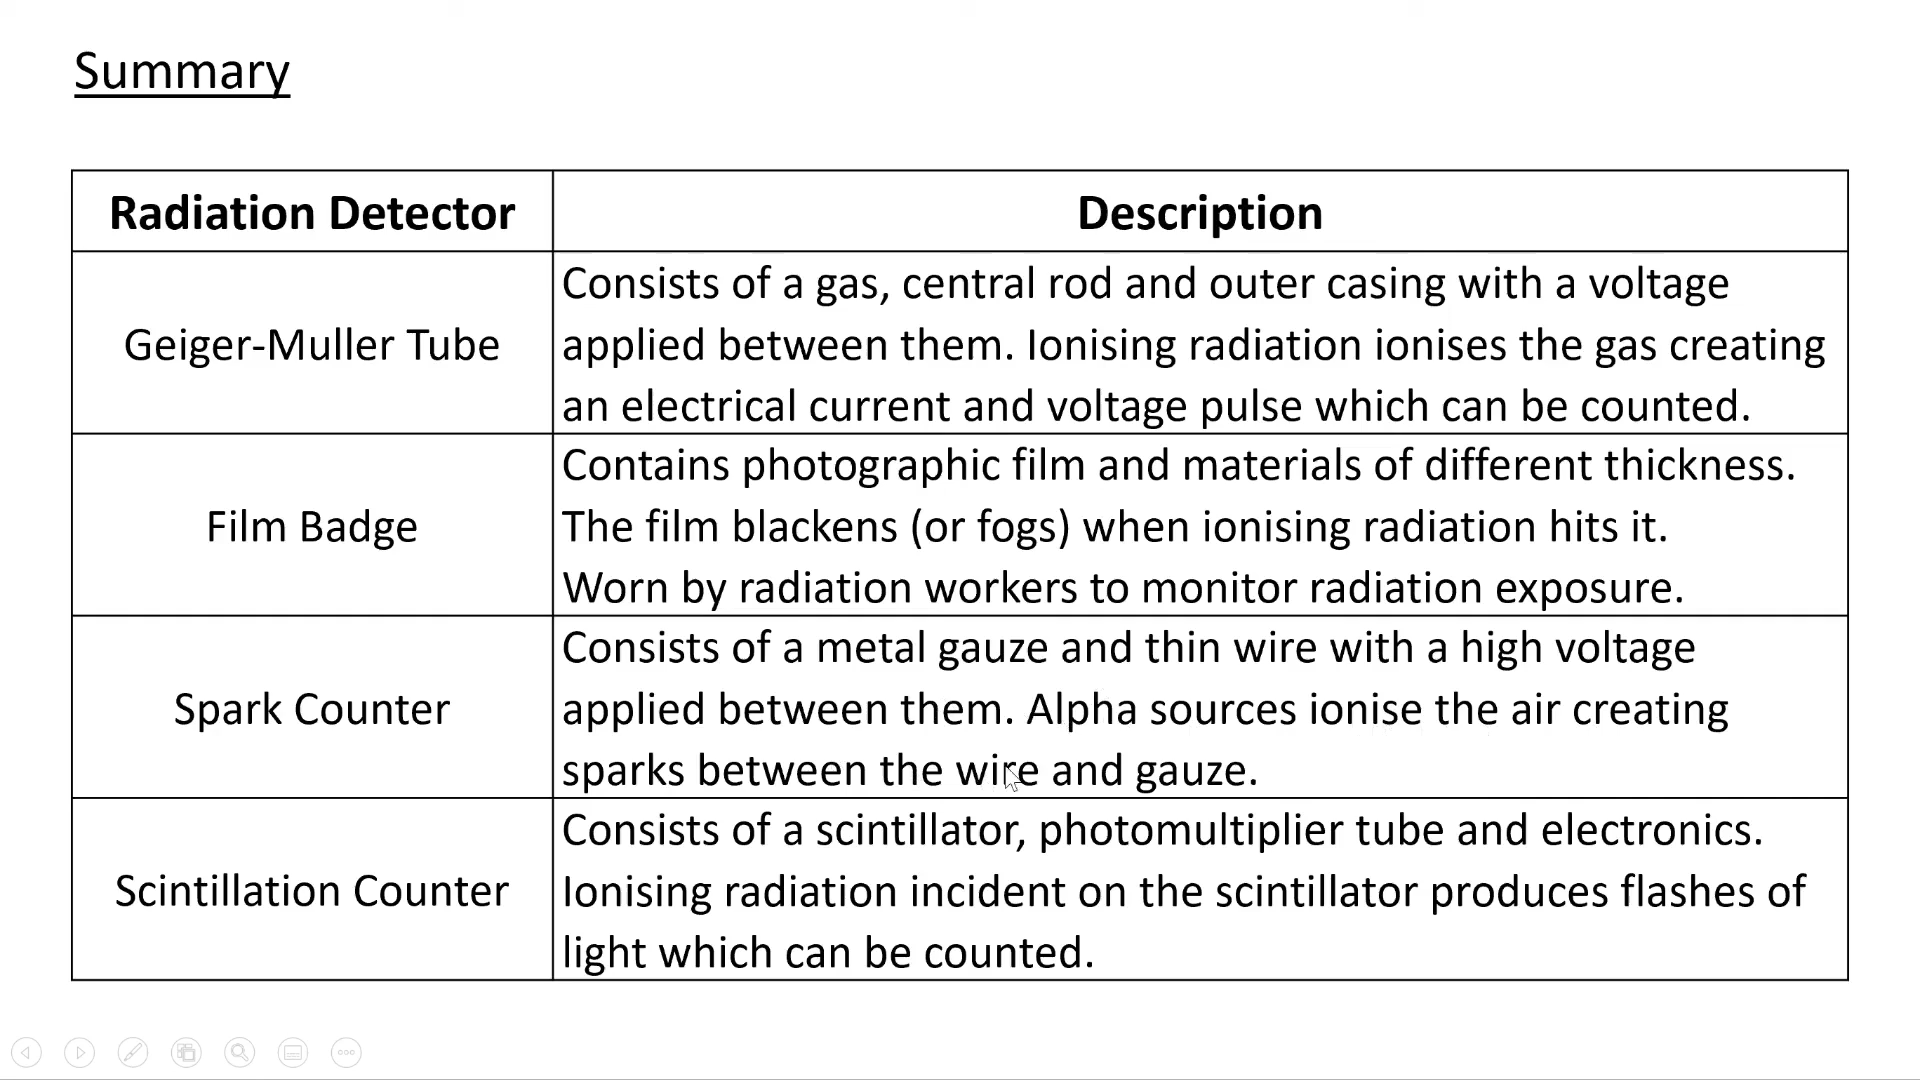 Summary
Radiation Detector
Description
Geiger-Muller Tube
Consists of a gas, central rod and outer casing with a voltage
applied between them. Ionising radiation ionises the gas creating
an electrical current and voltage pulse which can be counted.
Film Badge
Contains photographic film and materials of different thickness.
The film blackens (or fogs) when ionising radiation hits it.
Worn by radiation workers to monitor radiation exposure.
Spark Counter
Consists of a metal gauze and thin wire with a high voltage
applied between them. Alpha sources ionise the air creating
sparks between the wire and gauze.
Scintillation Counter
Consists of a scintillator, photomultiplier tube and electronics.
Ionising radiation incident on the scintillator produces flashes of
light which can be counted.